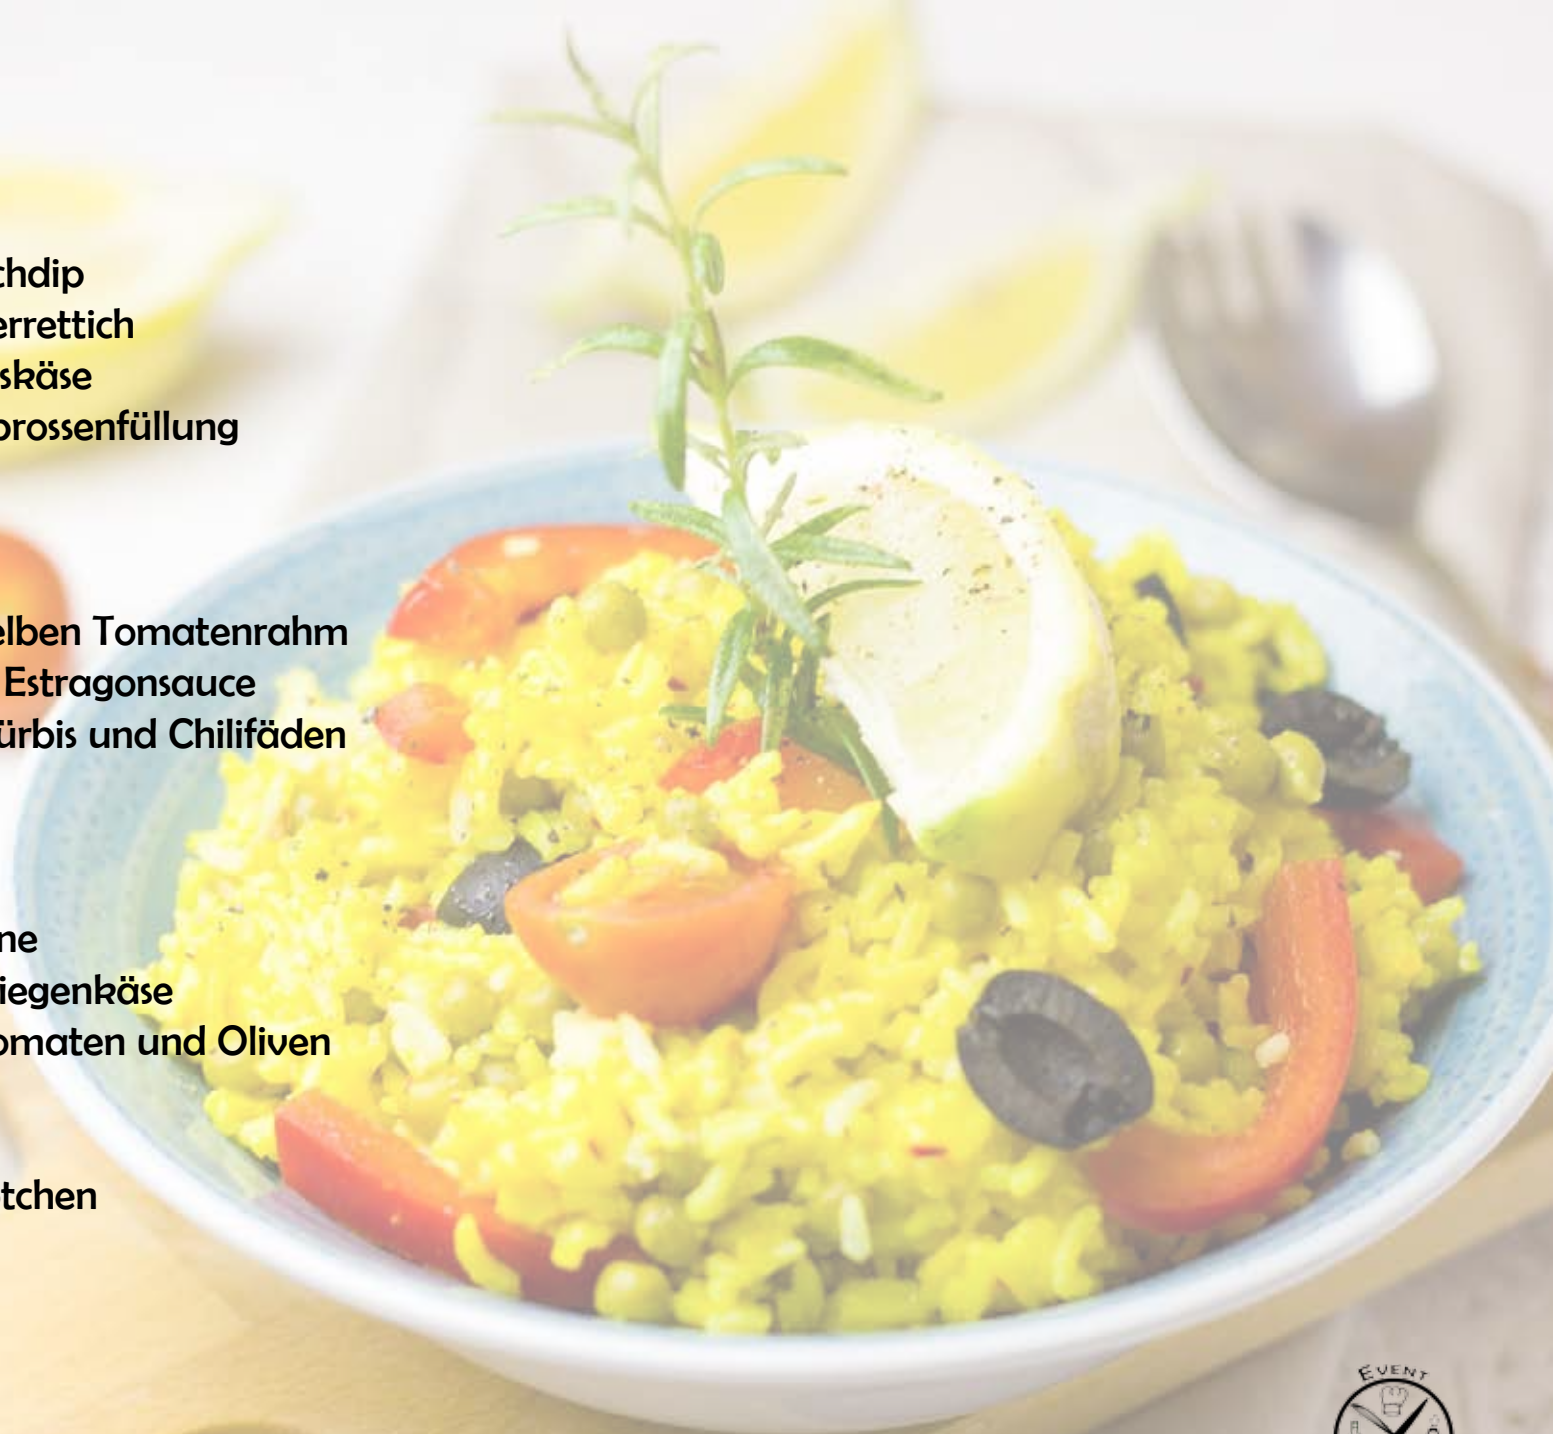 chdip
errettich
skäse
prossenfüllung
elben Tomatenrahm
Estragonsauce
ürbis und Chilifäden
ne
iegenkäse
omaten und Oliven
tchen
EVENT